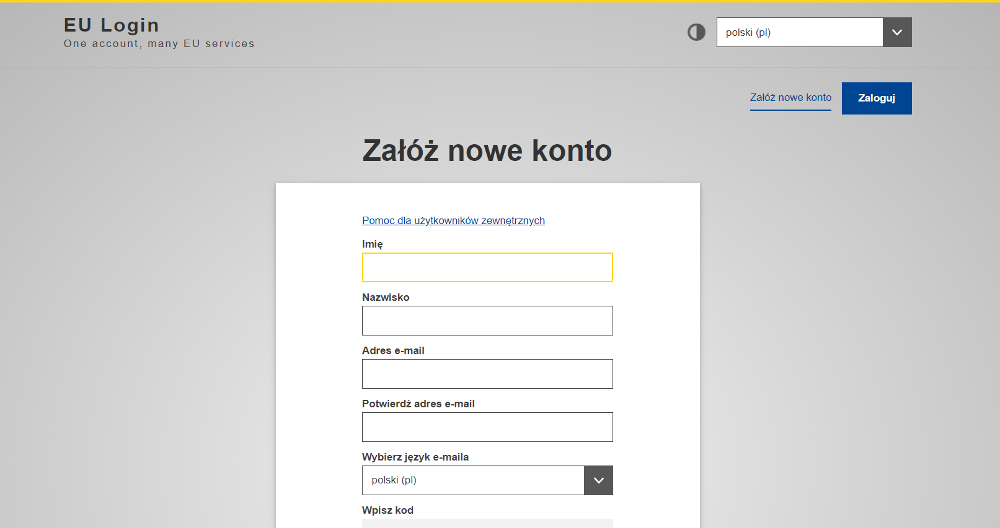 EU Login
One account, many EU services
polski (pl)
Załóż nowe konto
Zaloguj
Załóż nowe konto
Pomoc dla użytkowników zewnętrznych
Imię
Nazwisko
Adres e-mail
Potwierdź adres e-mail
Wybierz język e-maila
polski (pl)
Wpisz kod